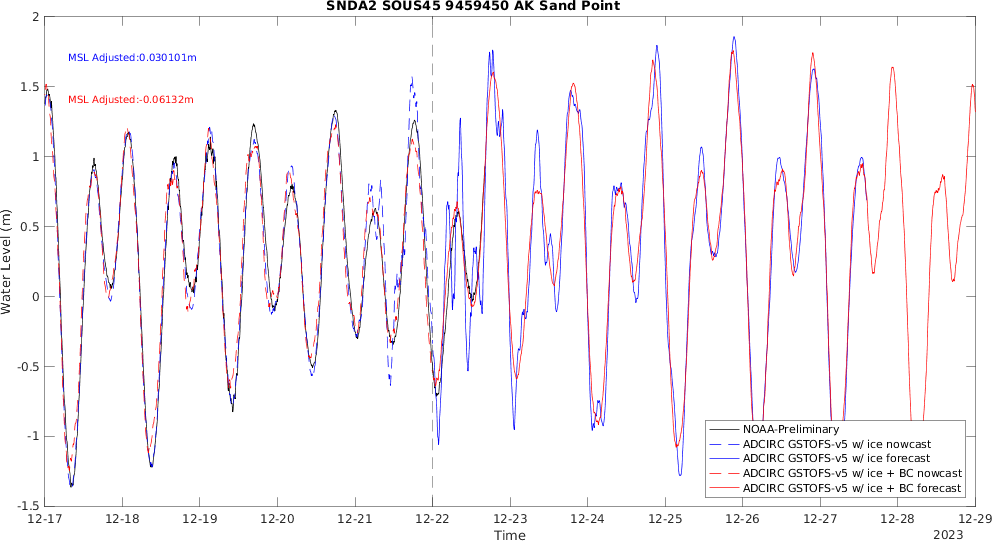 SNDA2 SOUS45 9459450 AK Sand Point
MSL Adjusted:0.030101m
MSL Adjusted:-0.06132m
Water Level (m)
2
1.5
1
0.5
0
-0.5
-1
-1.5
NOAA-Preliminary
ADCIRC GSTOFS-v5 w/ ice nowcast
ADCIRC GSTOFS-v5 w/ ice forecast
ADCIRC GSTOFS-v5 w/ ice + BC nowcast
ADCIRC GSTOFS-v5 w/ ice + BC forecast
12-17 12-18 12-19 12-20 12-21 12-22 12-23 12-24 12-25 12-26 12-27 12-28 12-29
Time
2023